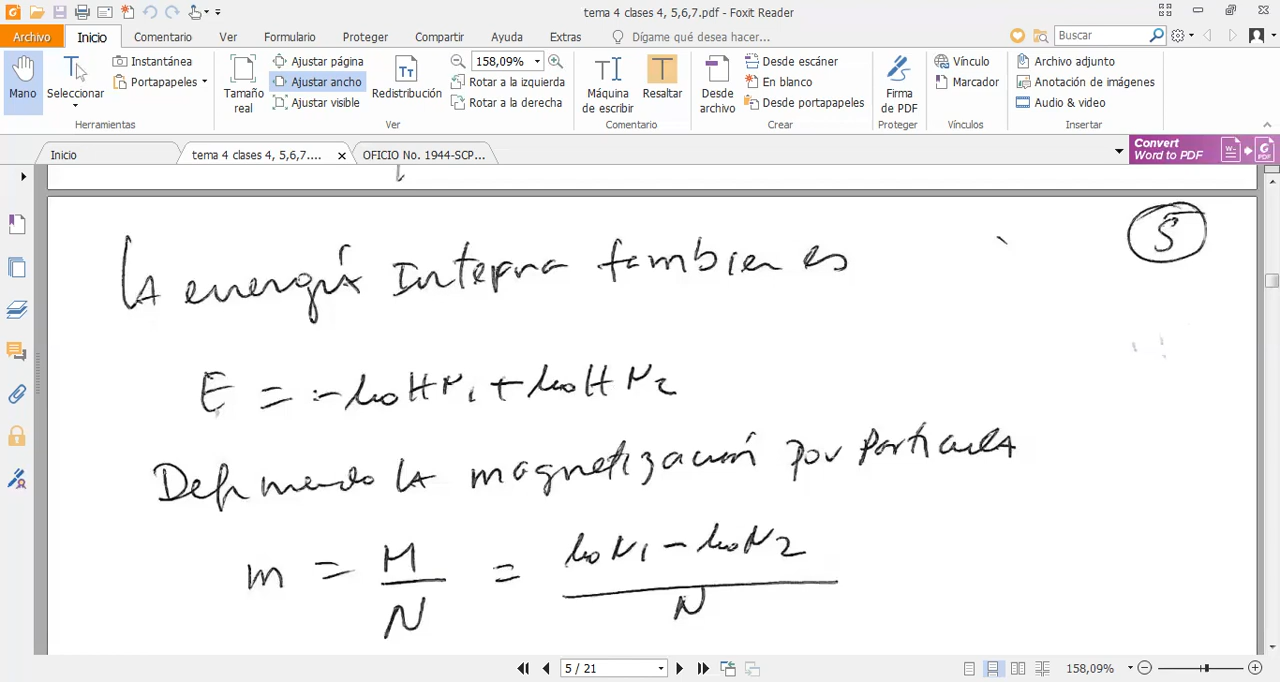 tema 4 clases 4, 5,6,7.pdf - Foxit Reader
Archivo Inicio Comentario Ver Formulario Proteger Compartir Ayuda Extras Dígame qué desea hacer... Buscar
Mano
Seleccionar
Instantánea
Portapapeles
Herramientas
Tamaño real
Ajustar página
Ajustar ancho
Ajustar visible
Redistribución
158,09%
Rotar a la izquierda
Rotar a la derecha
Ver
Máquina de escribir
Resaltar
Comentario
Desde archivo
Desde escáner
En blanco
Desde portapapeles
Crear
Firma de PDF
Proteger
Vínculo
Marcador
Vínculos
Archivo adjunto
Anotación de imágenes
Audio & video
Insertar
Inicio
tema 4 clases 4, 5,6,7....
OFICIO No. 1944-SCP...
Convert
Word to PDF
5
La energía Interna tambien es
E = -μ0HN1 + μ0HN2
Definiendo la magnetización por partícula
m = M/N = μ0N1 - μ0N2/N
5 / 21
158,09%